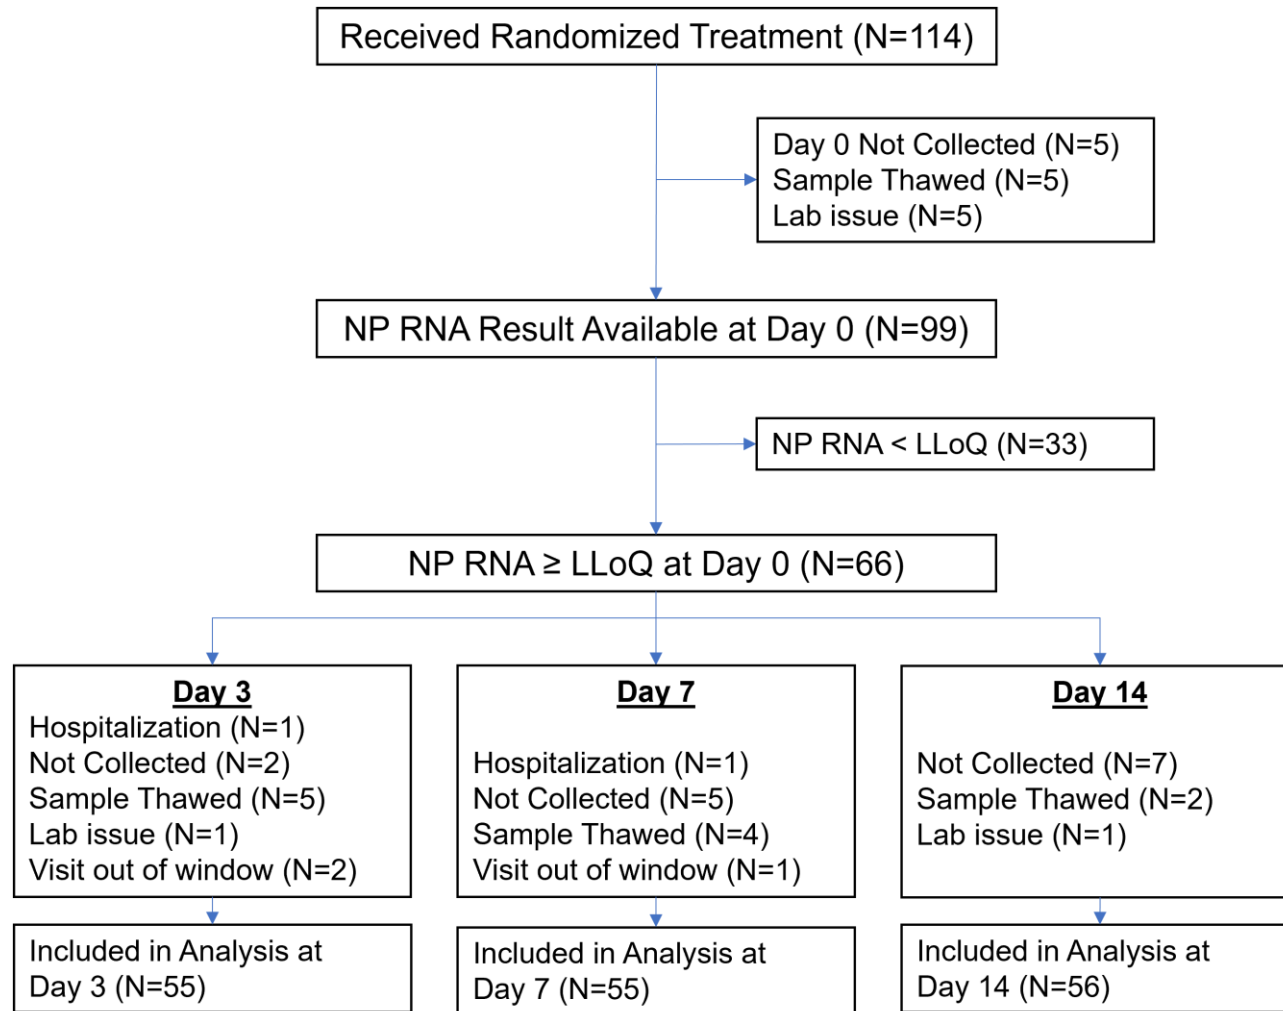 Received Randomized Treatment (N=114)
Day 0 Not Collected (N=5)
Sample Thawed (N=5)
Lab issue (N=5)
NP RNA Result Available at Day 0 (N=99)
NP RNA < LLoQ (N=33)
NP RNA ≥ LLoQ at Day 0 (N=66)
Day 3
Hospitalization (N=1)
Not Collected (N=2)
Sample Thawed (N=5)
Lab issue (N=1)
Visit out of window (N=2)
Day 7
Hospitalization (N=1)
Not Collected (N=5)
Sample Thawed (N=4)
Visit out of window (N=1)
Day 14
Not Collected (N=7)
Sample Thawed (N=2)
Lab issue (N=1)
Included in Analysis at
Day 3 (N=55)
Included in Analysis at
Day 7 (N=55)
Included in Analysis at
Day 14 (N=56)